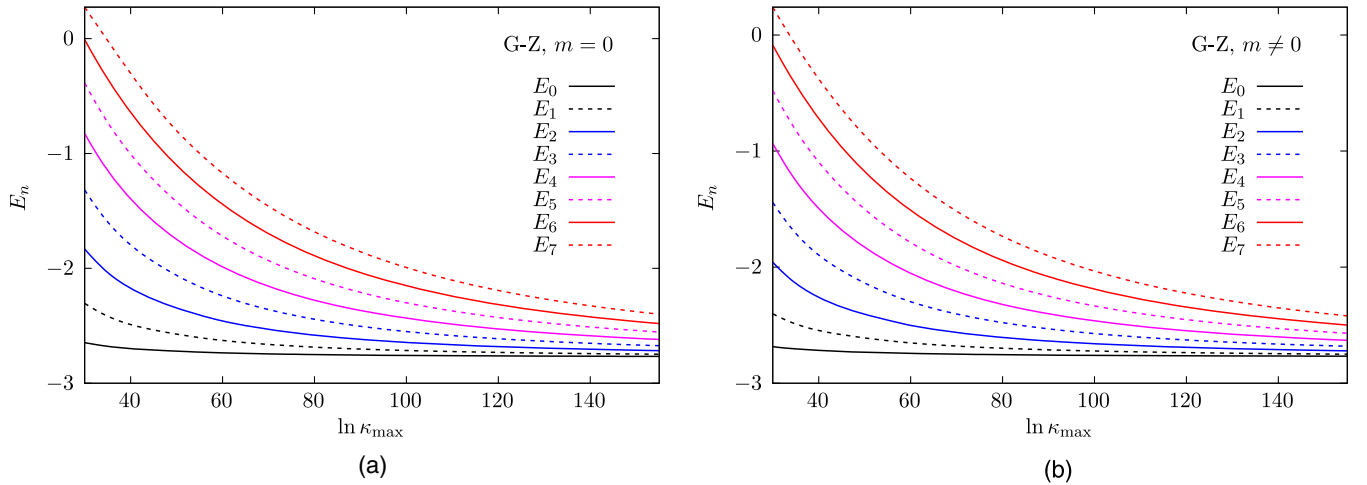 G-Z, m = 0
E₀
E₁
E₂
E₃
E₄
E₅
E₆
E₇
0
−1
−2
−3
Eₙ
40
60
80
100
120
140
ln κmax
(a)
G-Z, m ≠ 0
E₀
E₁
E₂
E₃
E₄
E₅
E₆
E₇
0
−1
−2
−3
Eₙ
40
60
80
100
120
140
ln κmax
(b)